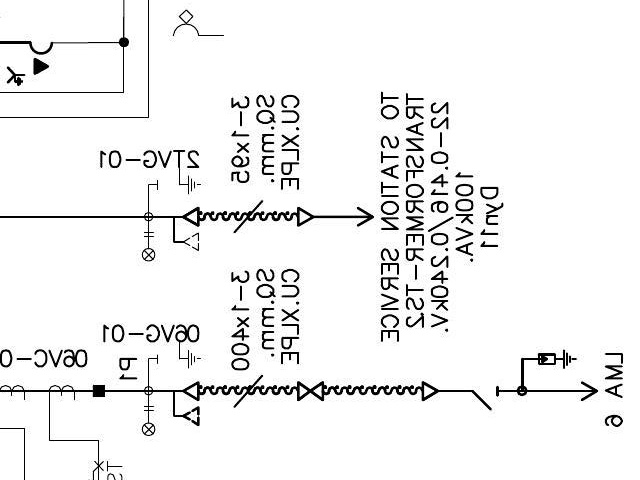 2TVG-01
3-1x95
SQ.mm.
CU.XLPE
TO STATION SERVICE
TRANSFORMER-TS2
22-0.416/0.240kV.
100kVA.
Dyn11
06VG-01
3-1x400
SQ.mm.
CU.XLPE
06VC-0
P1
LMA 6